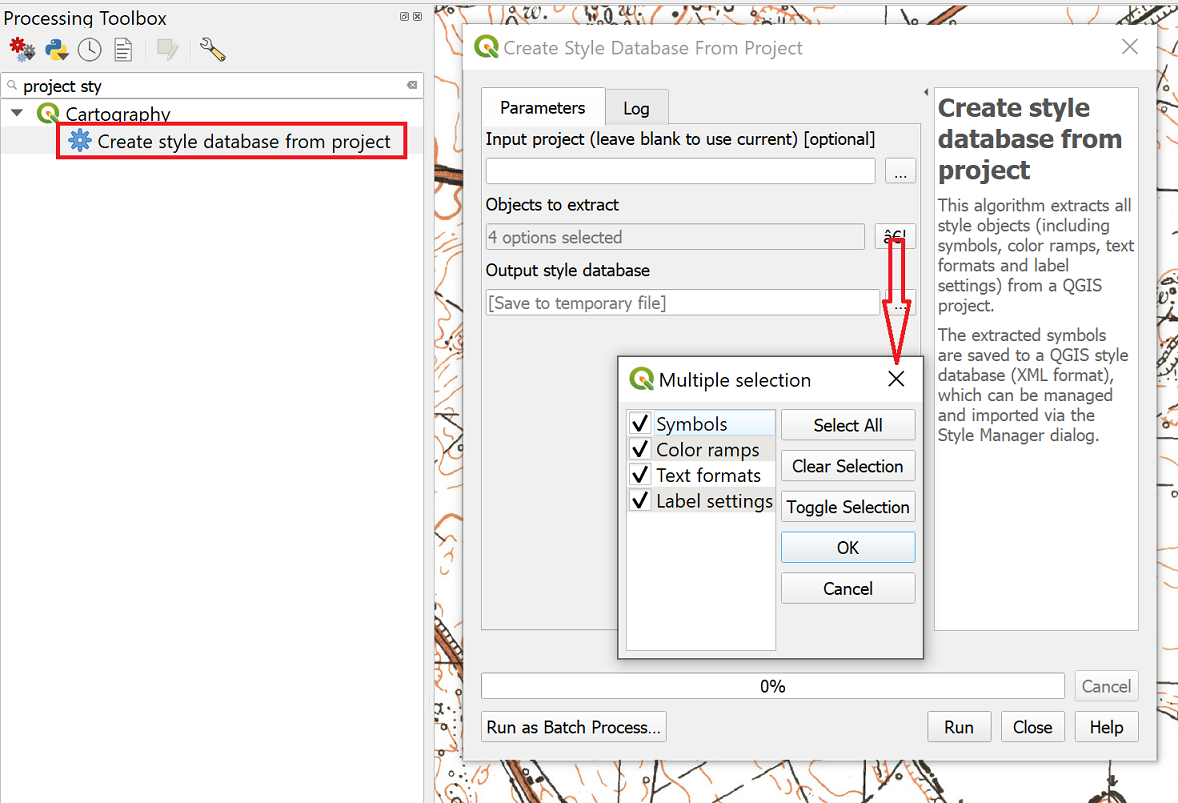 Processing Toolbox
project sty
Cartography
Create style database from project
Create Style Database From Project
Parameters
Log
Input project (leave blank to use current) [optional]
...
Objects to extract
4 options selected
…
Output style database
[Save to temporary file]
...
Multiple selection
Symbols
Color ramps
Text formats
Label settings
Select All
Clear Selection
Toggle Selection
OK
Cancel
Create style
database from
project
This algorithm extracts all
style objects (including
symbols, color ramps, text
formats and label
settings) from a QGIS
project.
The extracted symbols
are saved to a QGIS style
database (XML format),
which can be managed
and imported via the
Style Manager dialog.
0%
Cancel
Run as Batch Process...
Run
Close
Help